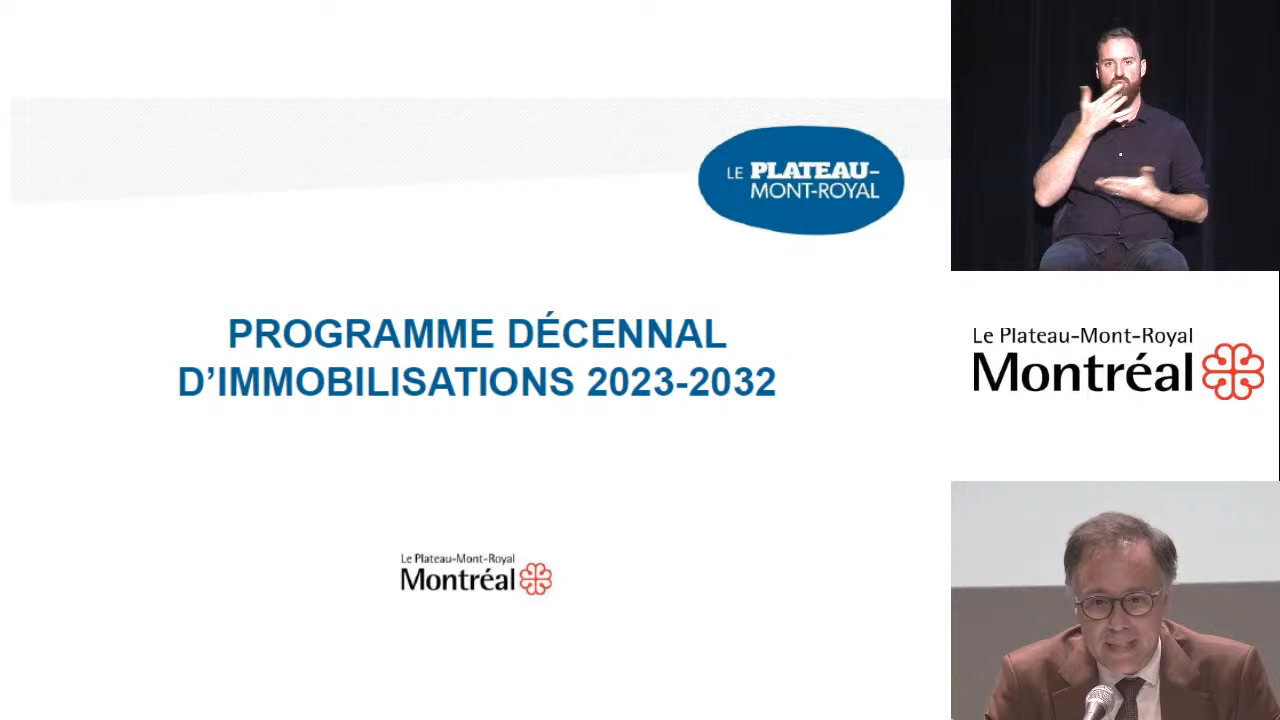 LE PLATEAU-
MONT-ROYAL
PROGRAMME DÉCENNAL
D’IMMOBILISATIONS 2023-2032
Le Plateau-Mont-Royal
Montréal
Le Plateau-Mont-Royal
Montréal